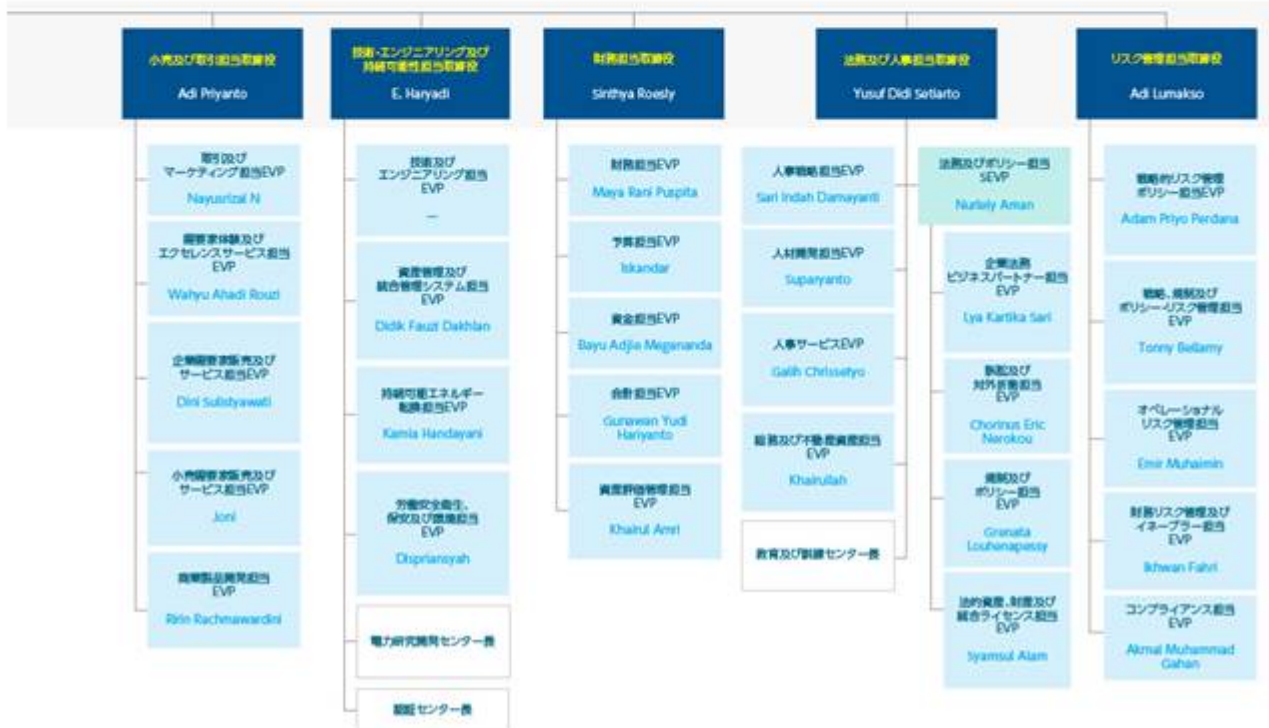 小売及び取引担当取締役
Adi Priyanto
取引及び
マーケティング担当EVP
Nayusrizal N
需要家体験及び
エクセレンスサービス担当
EVP
Wahyu Ahadi Rouzi
企業需要家販売及び
サービス担当EVP
Dini Sulistyawati
小売需要家販売及び
サービス担当EVP
Joni
商業製品開発担当
EVP
Ririn Rachmawardini
技術・エンジニアリング及び
持続可能性担当取締役
E. Haryadi
技術及び
エンジニアリング担当
EVP
—
資産管理及び
統合管理システム担当
EVP
Didik Fauzi Dakhlan
持続可能エネルギー
転換担当EVP
Kamia Handayani
労働安全衛生、
保安及び環境担当
EVP
Dispriansyah
電力研究開発センター長
認証センター長
財務担当取締役
Sinthya Roesly
財務担当EVP
Maya Rani Puspita
予算担当EVP
Iskandar
資金担当EVP
Bayu Adjie Megananda
会計担当EVP
Gunawan Yudi
Hariyanto
資産評価管理担当
EVP
Khairul Amri
法務及び人事担当取締役
Yusuf Didi Setiarto
人事戦略担当EVP
Sari Indah Damayanti
人材開発担当EVP
Suparyanto
人事サービスEVP
Galih Chrissetyo
総務及び不動産資産担当
EVP
Khairullah
教育及び訓練センター長
法務及びポリシー担当
SEVP
Nurlely Aman
企業法務
ビジネスパートナー担当
EVP
Lya Kartika Sari
訴訟及び
対外折衝担当
EVP
Chorinus Eric
Nerokou
規制及び
ポリシー担当
EVP
Grenata
Louhenapessy
法的資産、財産及び
統合ライセンス担当
EVP
Syamsul Alam
リスク管理担当取締役
Adi Lumakso
戦略的リスク管理
ポリシー担当EVP
Adam Priyo Perdana
戦略、規制及び
ポリシー・リスク管理担当
EVP
Tonny Bellamy
オペレーショナル
リスク管理担当
EVP
Emir Muhaimin
財務リスク管理及び
イネーブラー担当
EVP
Ikhwan Fahri
コンプライアンス担当
EVP
Akmal Muhammad
Gahan